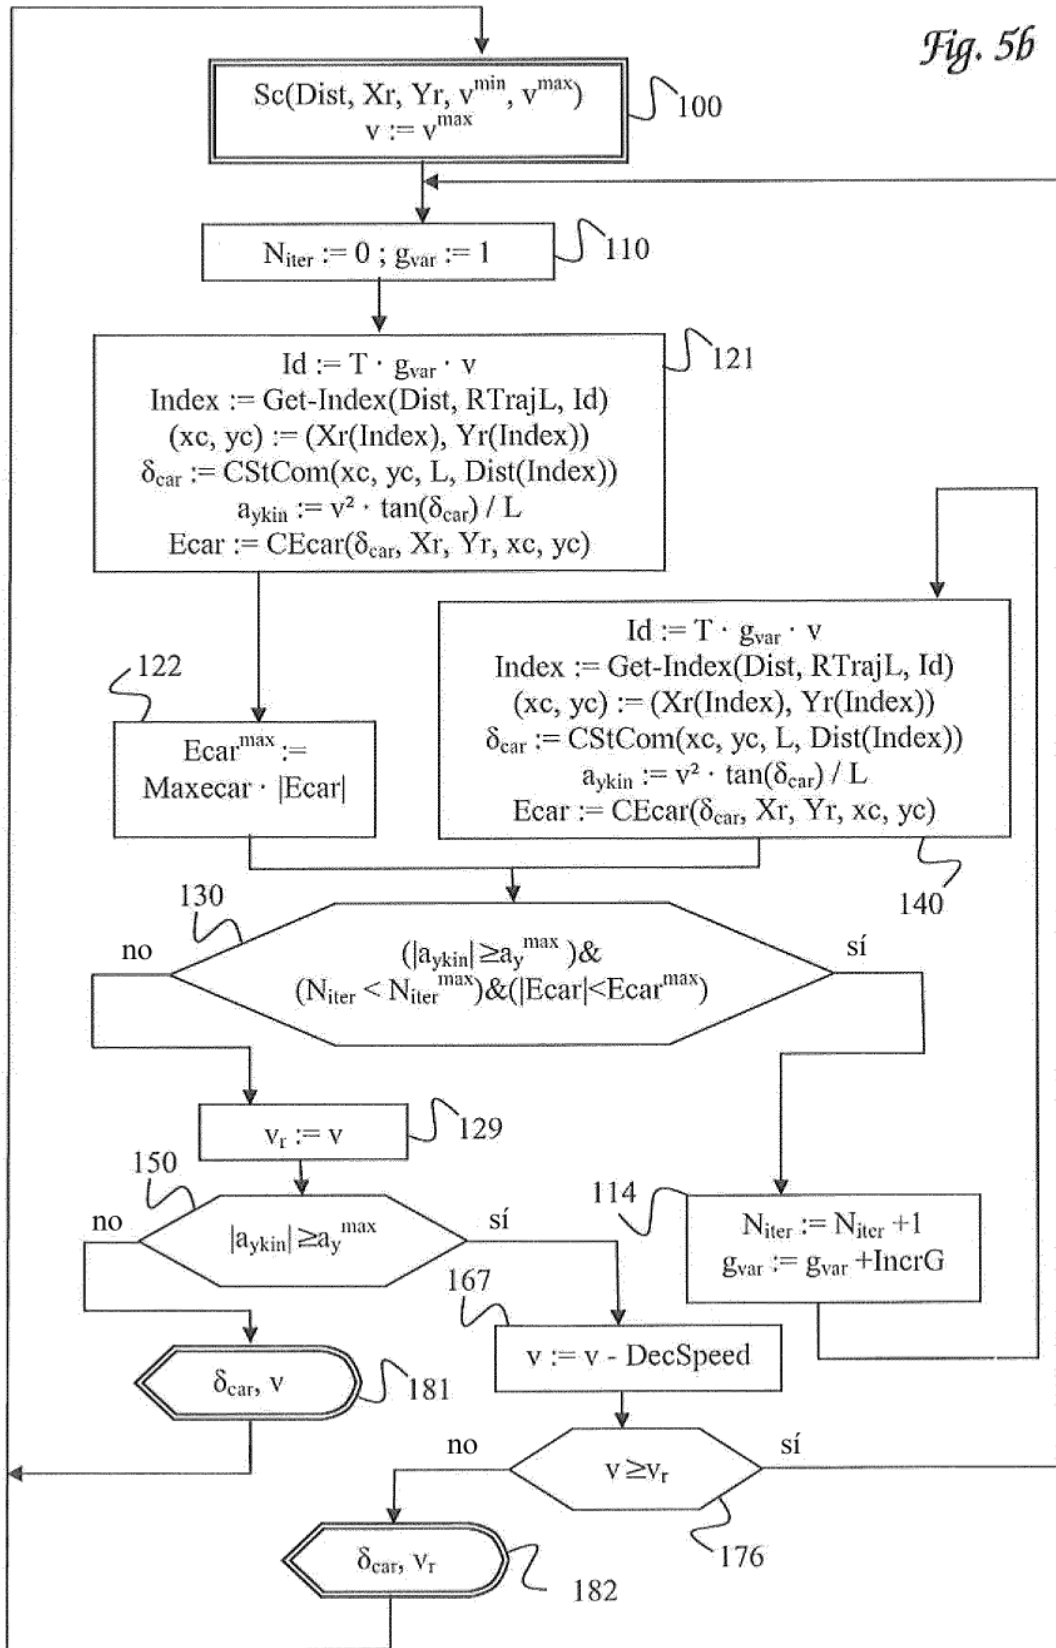 Fig. 5b
Sc(Dist, Xr, Yr, v^min, v^max)
v := v^max
100
N_iter := 0 ; g_var := 1
110
121
Id := T · g_var · v
Index := Get-Index(Dist, RTrajL, Id)
(xc, yc) := (Xr(Index), Yr(Index))
δ_car := CStCom(xc, yc, L, Dist(Index))
a_ykin := v² · tan(δ_car) / L
Ecar := CEcar(δ_car, Xr, Yr, xc, yc)
122
Ecar^max :=
Maxecar · |Ecar|
Id := T · g_var · v
Index := Get-Index(Dist, RTrajL, Id)
(xc, yc) := (Xr(Index), Yr(Index))
δ_car := CStCom(xc, yc, L, Dist(Index))
a_ykin := v² · tan(δ_car) / L
Ecar := CEcar(δ_car, Xr, Yr, xc, yc)
140
130
no
(|a_ykin| ≥a_y^max )&
(N_iter < N_iter^max)&(|Ecar|<Ecar^max)
sí
v_r := v
129
150
no
|a_ykin| ≥a_y^max
sí
114
N_iter := N_iter +1
g_var := g_var +IncrG
167
v := v - DecSpeed
δ_car, v
181
no
v ≥v_r
sí
176
δ_car, v_r
182